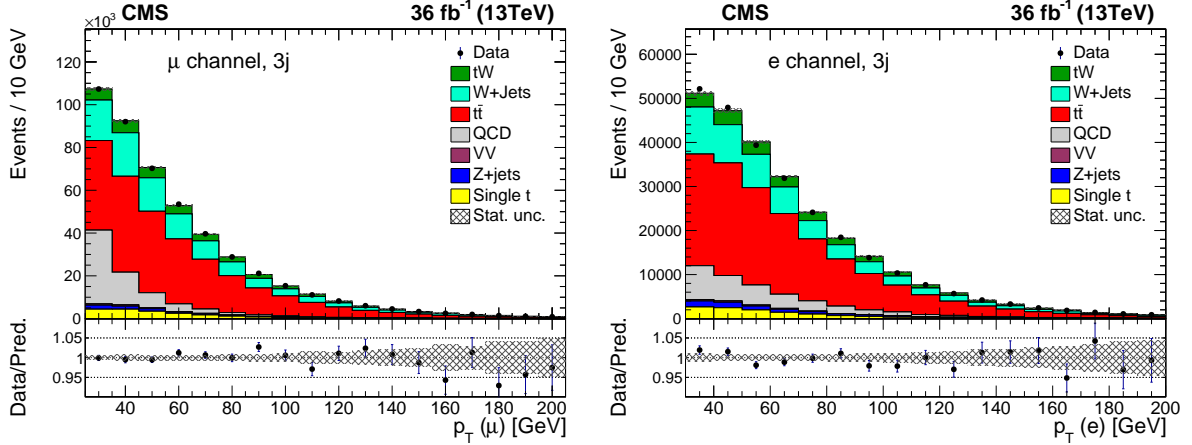 CMS 36 fb⁻¹ (13TeV)
×10³
Events / 10 GeV
120
100
80
60
40
20
0
μ channel, 3j
Data
tW
W+Jets
tt̄
QCD
VV
Z+jets
Single t
Stat. unc.
Data/Pred.
1.05
1
0.95
40 60 80 100 120 140 160 180 200
p_T (μ) [GeV]
CMS 36 fb⁻¹ (13TeV)
Events / 10 GeV
60000
50000
40000
30000
20000
10000
0
e channel, 3j
Data
tW
W+Jets
tt̄
QCD
VV
Z+jets
Single t
Stat. unc.
Data/Pred.
1.05
1
0.95
40 60 80 100 120 140 160 180 200
p_T (e) [GeV]